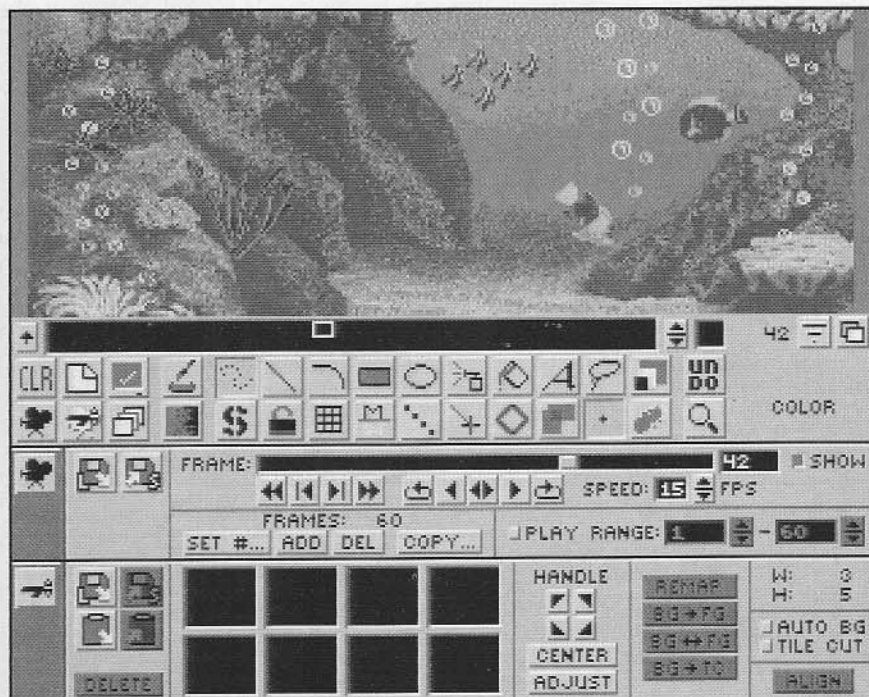 42
CLR
A
UN
DO
$
M
COLOR
FRAME: 42 SHOW
SPEED: 15 FPS
FRAMES: 60
SET #... ADD DEL COPY...
PLAY RANGE: 1 - 60
S
HANDLE
CENTER
ADJUST
REMAP
BG→FG
BG↔FG
BG→TC
W: 3
H: 5
AUTO BG
TILE CUT
DELETE
ALIGN